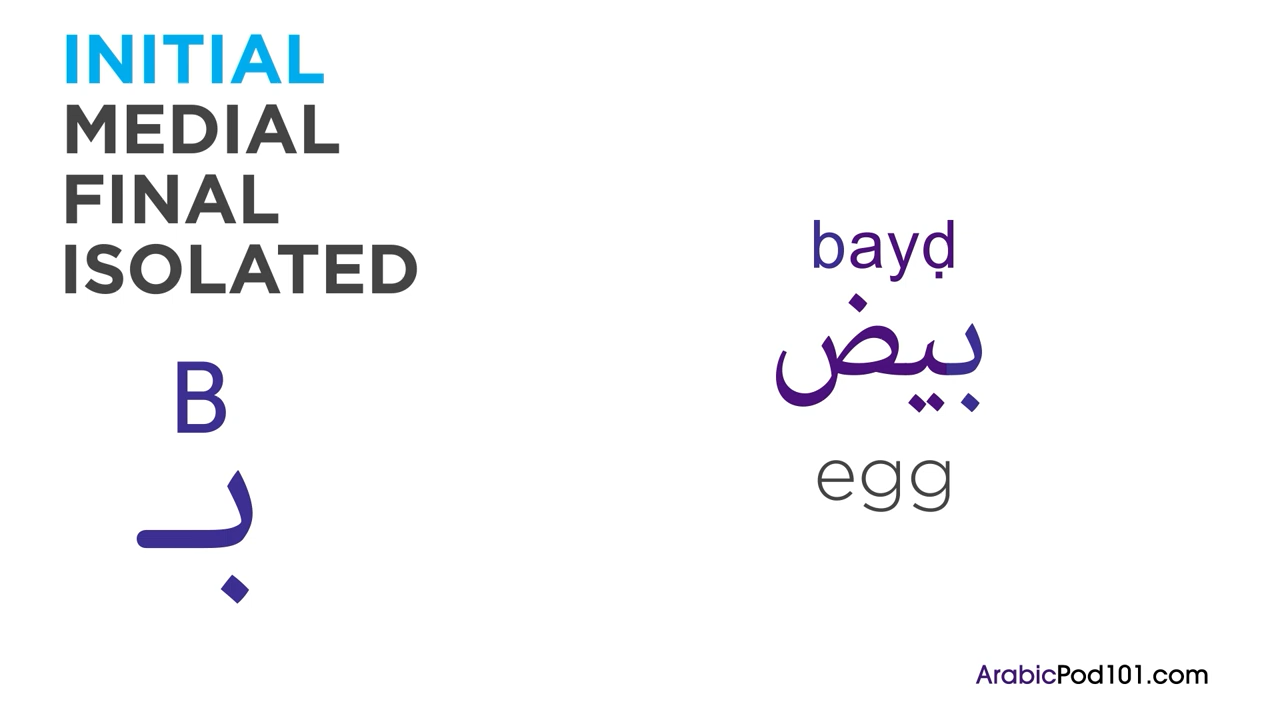 INITIAL
MEDIAL
FINAL
ISOLATED
B
بـ
bayḍ
بيض
egg
ArabicPod101.com